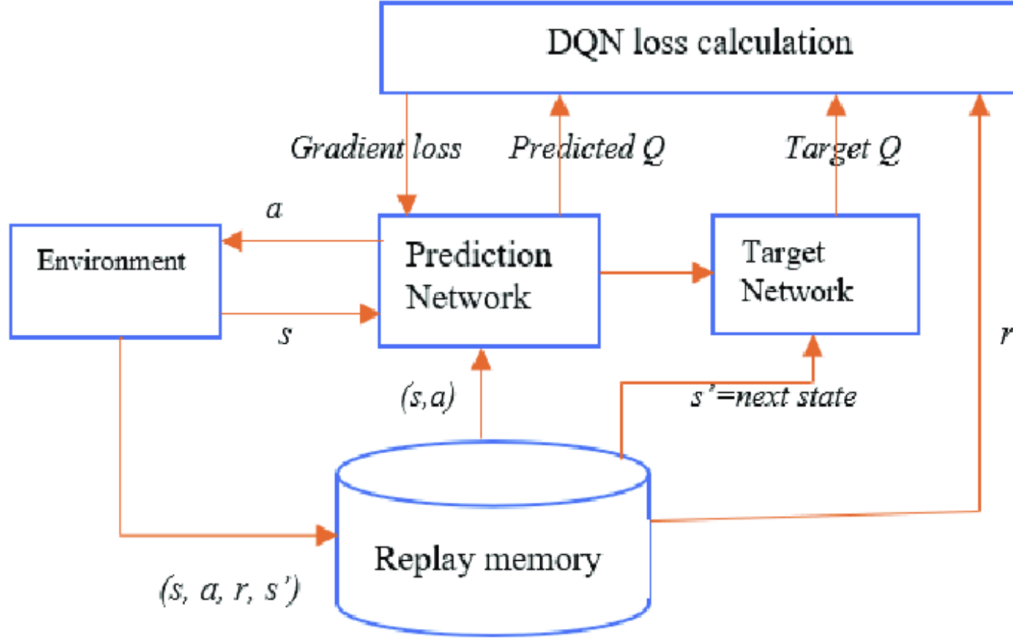 DQN loss calculation
Gradient loss
Predicted Q
Target Q
a
Environment
Prediction
Network
Target
Network
s
r
(s,a)
s’=next state
Replay memory
(s, a, r, s’)